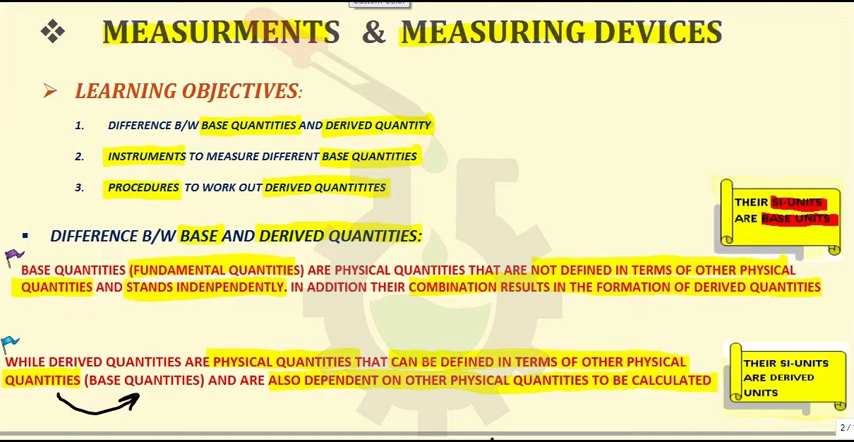 MEASURMENTS & MEASURING DEVICES
LEARNING OBJECTIVES:
1. DIFFERENCE B/W BASE QUANTITIES AND DERIVED QUANTITY
2. INSTRUMENTS TO MEASURE DIFFERENT BASE QUANTITIES
3. PROCEDURES TO WORK OUT DERIVED QUANTITITES
THEIR SI-UNITS
ARE BASE UNITS
DIFFERENCE B/W BASE AND DERIVED QUANTITIES:
BASE QUANTITIES (FUNDAMENTAL QUANTITIES) ARE PHYSICAL QUANTITIES THAT ARE NOT DEFINED IN TERMS OF OTHER PHYSICAL
QUANTITIES AND STANDS INDENPENDENTLY. IN ADDITION THEIR COMBINATION RESULTS IN THE FORMATION OF DERIVED QUANTITIES
WHILE DERIVED QUANTITIES ARE PHYSICAL QUANTITIES THAT CAN BE DEFINED IN TERMS OF OTHER PHYSICAL
QUANTITIES (BASE QUANTITIES) AND ARE ALSO DEPENDENT ON OTHER PHYSICAL QUANTITIES TO BE CALCULATED
THEIR SI-UNITS
ARE DERIVED
UNITS
2 /